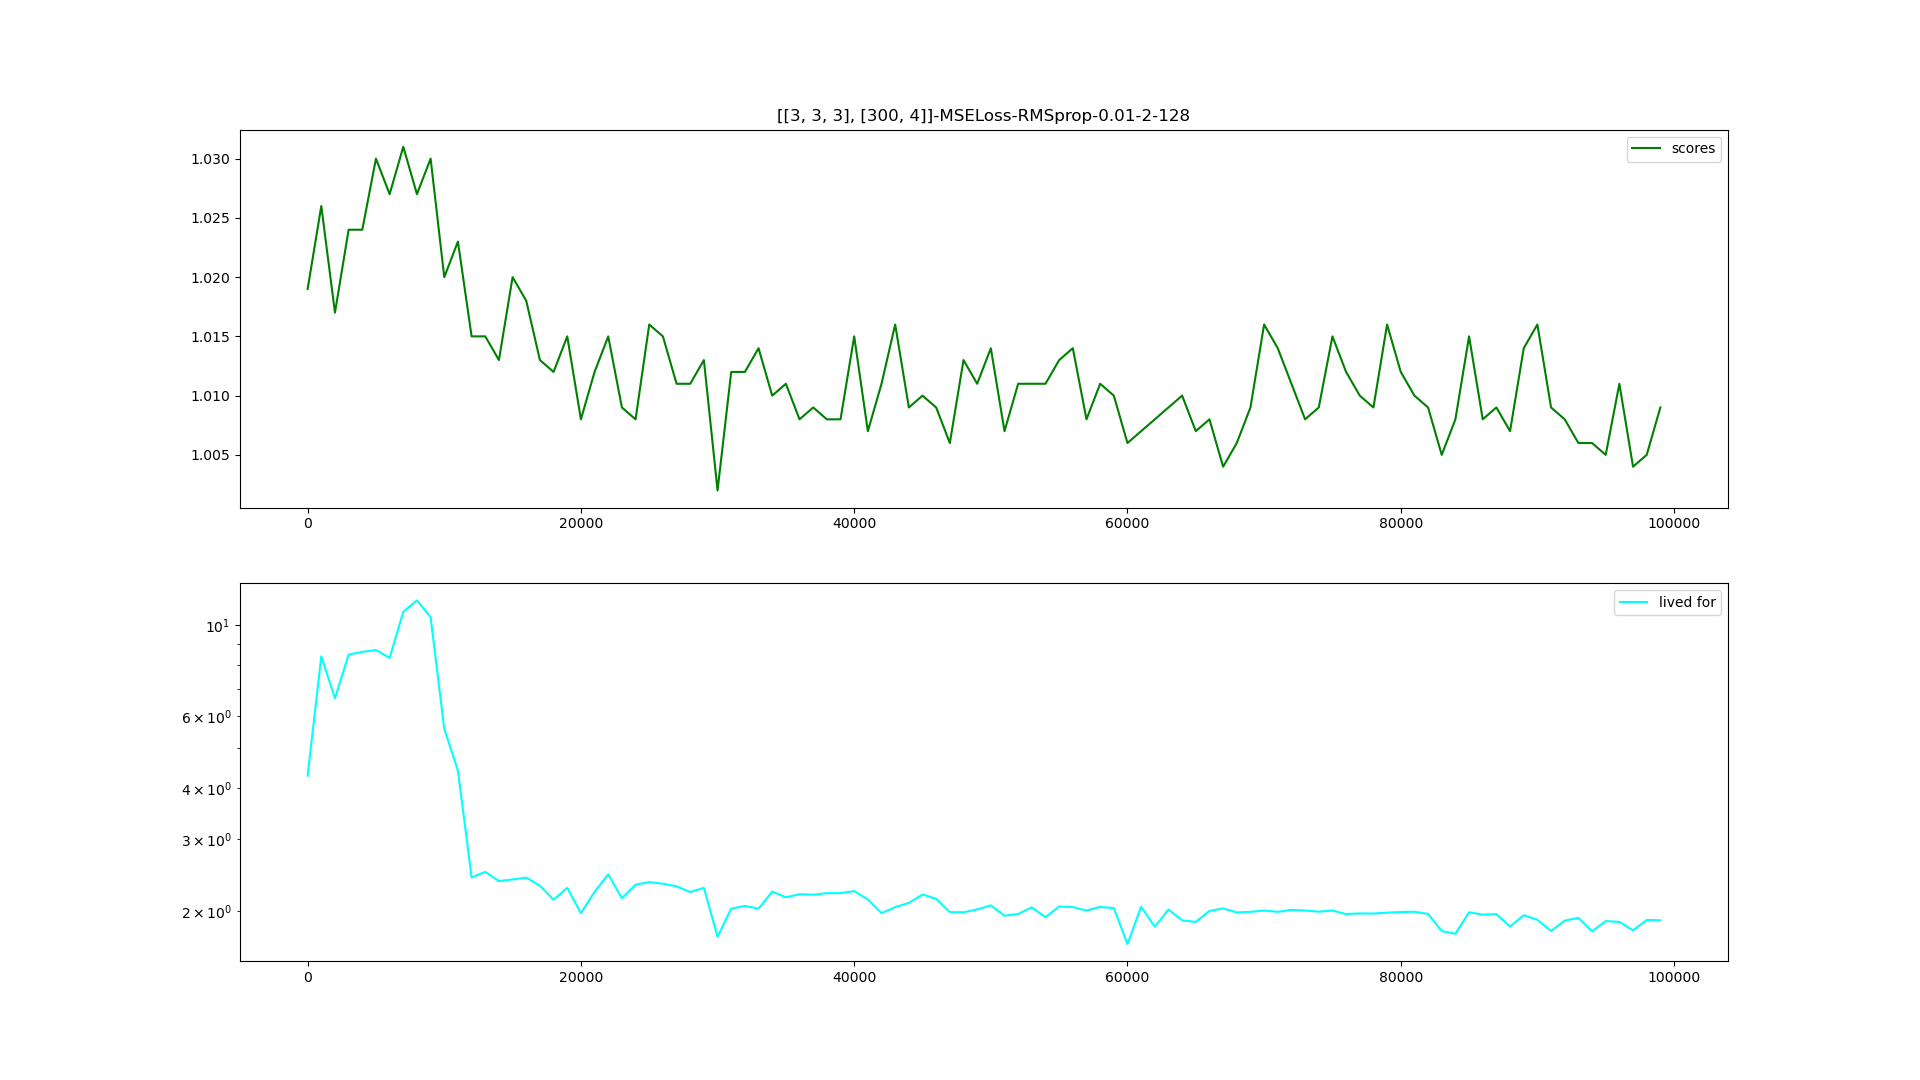 [[3, 3, 3], [300, 4]]-MSELoss-RMSprop-0.01-2-128
scores
1.030
1.025
1.020
1.015
1.010
1.005
0 20000 40000 60000 80000 100000
lived for
10¹
6 × 10⁰
4 × 10⁰
3 × 10⁰
2 × 10⁰
0 20000 40000 60000 80000 100000